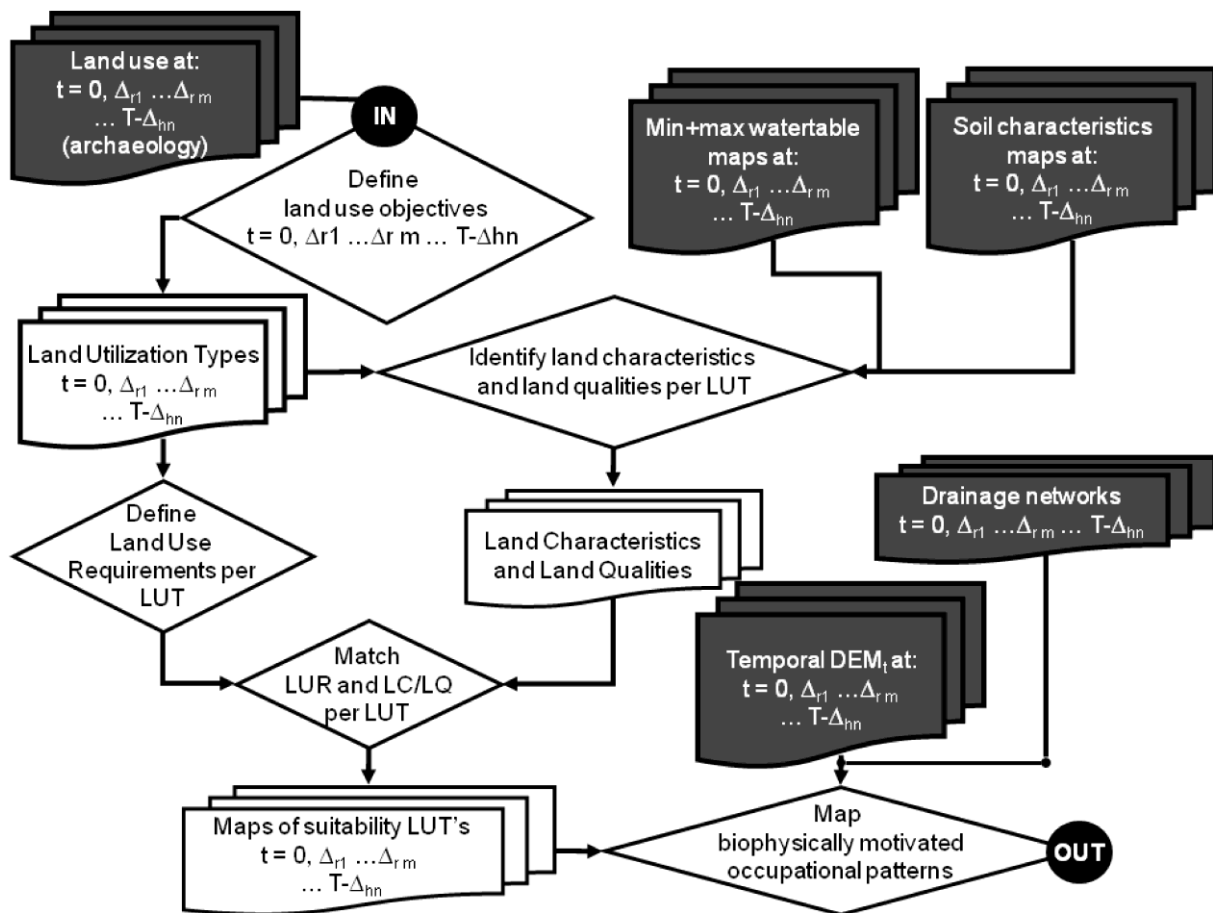 Land use at:
t = 0, Δr1 …Δr m
… T-Δhn
(archaeology)
IN
Define
land use objectives
t = 0, Δr1 …Δr m … T-Δhn
Min+max watertable
maps at:
t = 0, Δr1 …Δr m
… T-Δhn
Soil characteristics
maps at:
t = 0, Δr1 …Δr m
… T-Δhn
Land Utilization Types
t = 0, Δr1 …Δr m
… T-Δhn
Identify land characteristics
and land qualities per LUT
Define
Land Use
Requirements per
LUT
Land Characteristics
and Land Qualities
Drainage networks
t = 0, Δr1 …Δr m … T-Δhn
Match
LUR and LC/LQ
per LUT
Temporal DEMt at:
t = 0, Δr1 …Δr m
… T-Δhn
Maps of suitability LUT's
t = 0, Δr1 …Δr m
… T-Δhn
Map
biophysically motivated
occupational patterns
OUT